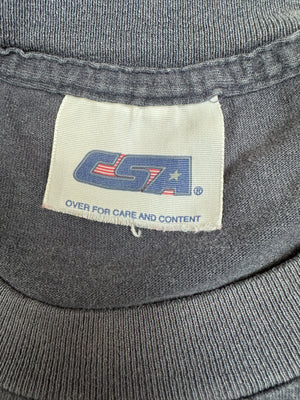 CSA®
OVER FOR CARE AND CONTENT